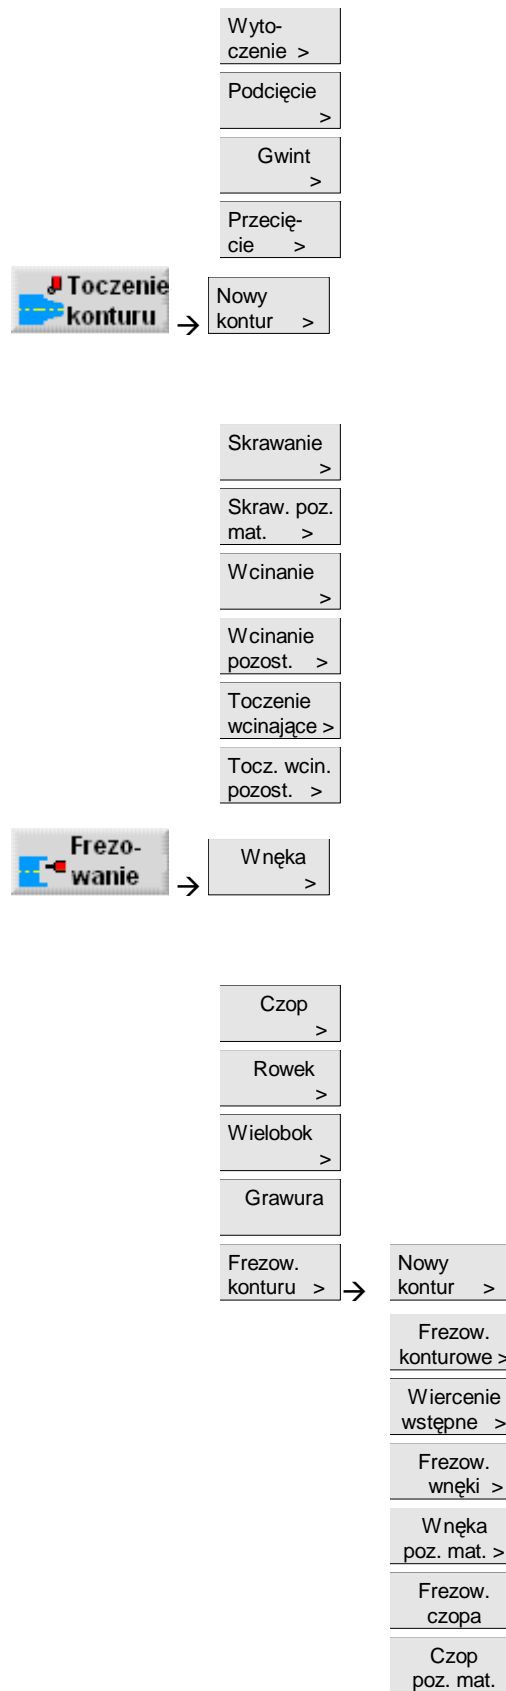 Wyto-
czenie >
Podcięcie
>
Gwint
>
Przecię-
cie >
Toczenie
konturu
→
Nowy
kontur >
Skrawanie
>
Skraw. poz.
mat. >
Wcinanie
>
Wcinanie
pozost. >
Toczenie
wcinające >
Tocz. wcin.
pozost. >
Frezo-
wanie
→
Wnęka
>
Czop
>
Rowek
>
Wielobok
>
Grawura
Frezow.
konturu >
→
Nowy
kontur >
Frezow.
konturowe >
Wiercenie
wstępne >
Frezow.
wnęki >
Wnęka
poz. mat. >
Frezow.
czopa
Czop
poz. mat.